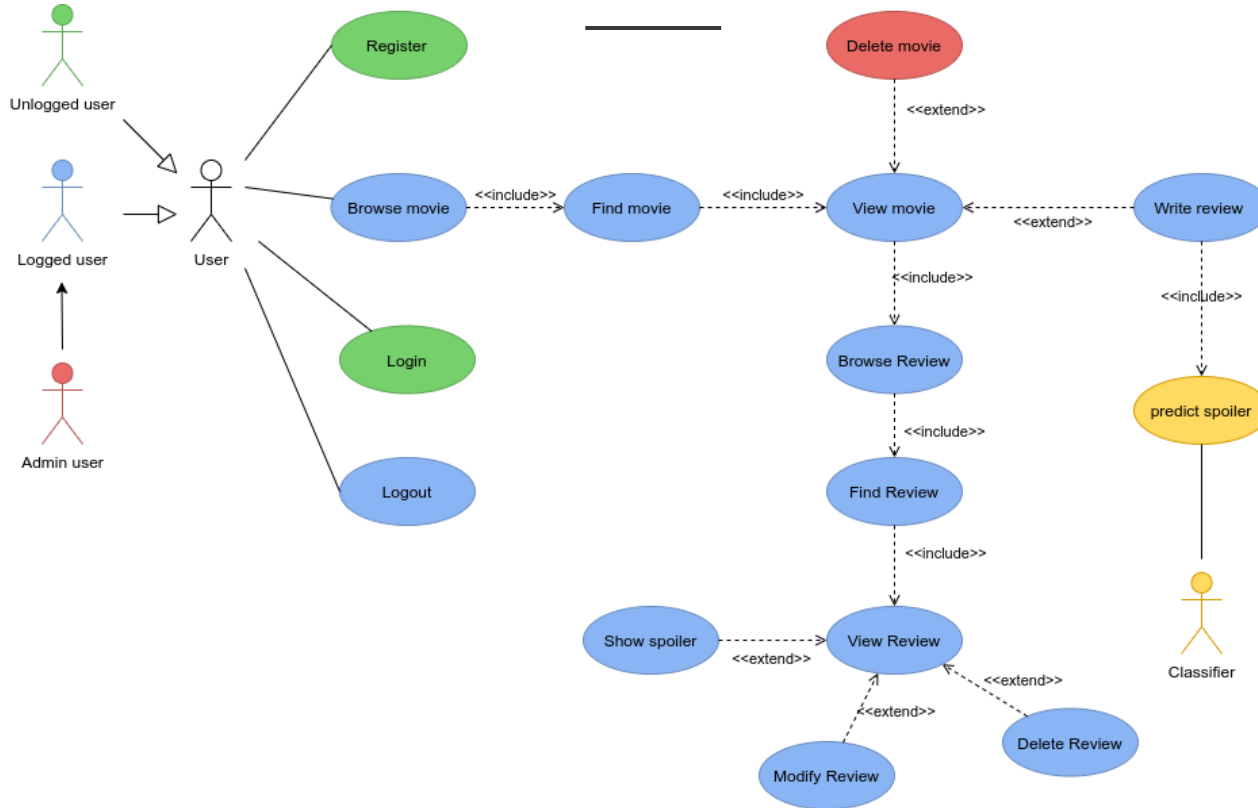 Register
Delete movie
Unlogged user
<<extend>>
<<include>>
<<include>>
Browse movie
Find movie
View movie
Write review
<<extend>>
Logged user
User
<<include>>
<<include>>
Login
Browse Review
predict spoiler
<<include>>
Admin user
Logout
Find Review
<<include>>
Show spoiler
View Review
<<extend>>
Classifier
<<extend>>
<<extend>>
Delete Review
Modify Review